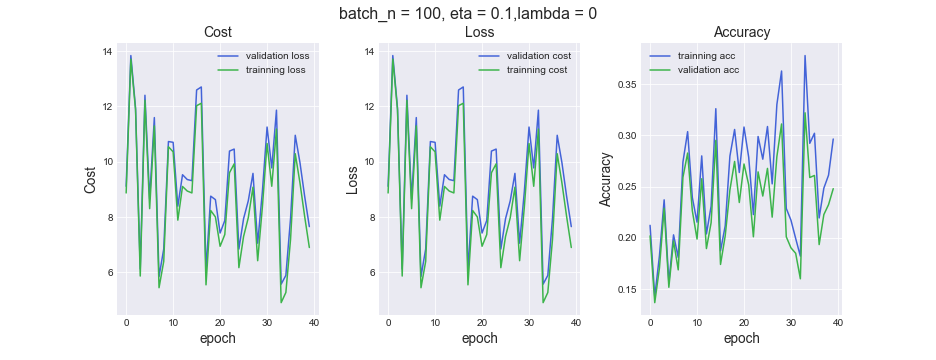 batch_n = 100, eta = 0.1,lambda = 0
Cost
validation loss
trainning loss
14
12
10
8
6
Cost
0 10 20 30 40
epoch
Loss
validation cost
trainning cost
14
12
10
8
6
Loss
0 10 20 30 40
epoch
Accuracy
trainning acc
validation acc
0.35
0.30
0.25
0.20
0.15
Accuracy
0 10 20 30 40
epoch